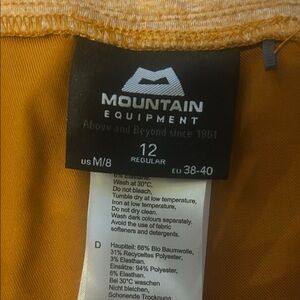 MOUNTAIN
EQUIPMENT
Above and Beyond since 1961
12
REGULAR
US M/8
EU 38-40
Wash at 30°C,
Do not bleach,
Tumble dry at low temperature,
Iron at low temperature,
Do not dry clean.
Wash dark colours separately.
Avoid the use of fabric
softeners and detergents.
D Hauptteil: 66% Bio Baumwolle,
31% Recyceltes Polyester,
3% Elasthan.
Einsätze: 94% Polyester,
6% Elasthan.
Bei 30°C waschen
Nicht bleichen,
Schonende Trocknung